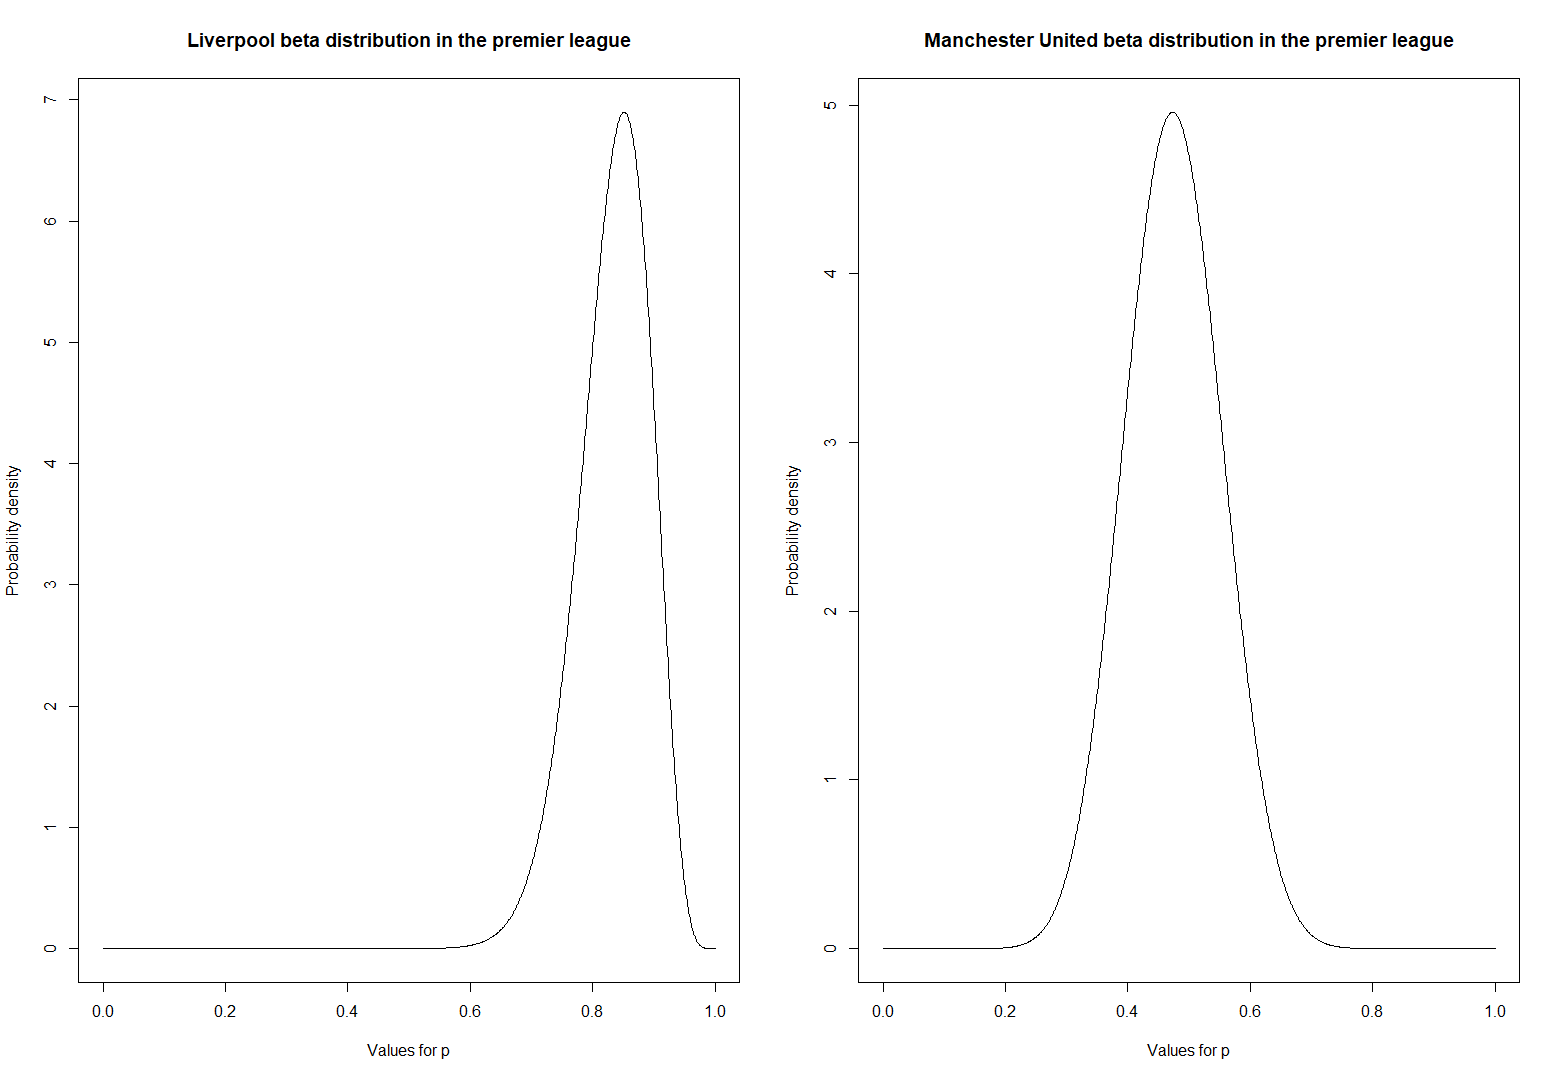 Liverpool beta distribution in the premier league
Probability density
7
6
5
4
3
2
1
0
0.0 0.2 0.4 0.6 0.8 1.0
Values for p
Manchester United beta distribution in the premier league
Probability density
5
4
3
2
1
0
0.0 0.2 0.4 0.6 0.8 1.0
Values for p